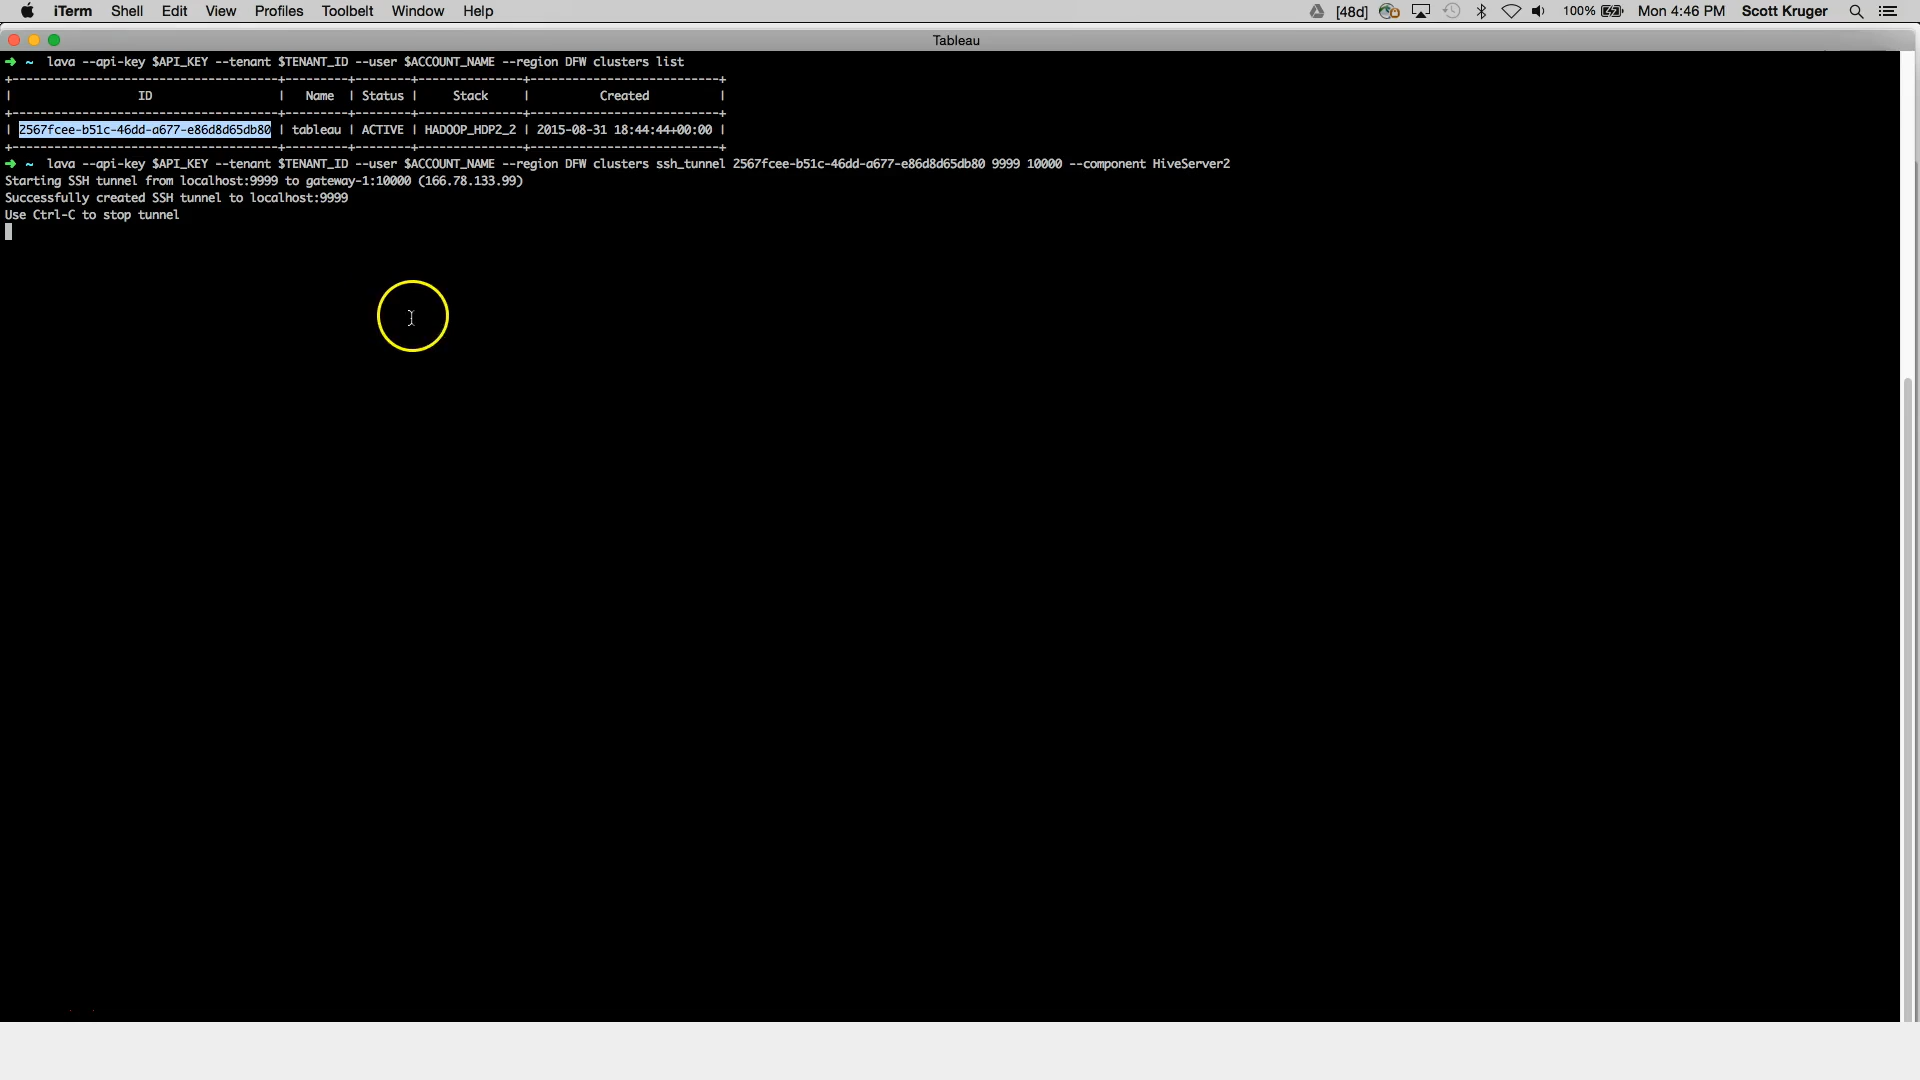 iTerm Shell Edit View Profiles Toolbelt Window Help [48d] 100% Mon 4:46 PM Scott Kruger
Tableau
➜ ~ lava --api-key $API_KEY --tenant $TENANT_ID --user $ACCOUNT_NAME --region DFW clusters list
+--------------------------------------+---------+--------+--------------+---------------------------+
| ID | Name | Status | Stack | Created |
+--------------------------------------+---------+--------+--------------+---------------------------+
| 2567fcee-b51c-46dd-a677-e86d8d65db80 | tableau | ACTIVE | HADOOP_HDP2_2 | 2015-08-31 18:44:44+00:00 |
+--------------------------------------+---------+--------+--------------+---------------------------+
➜ ~ lava --api-key $API_KEY --tenant $TENANT_ID --user $ACCOUNT_NAME --region DFW clusters ssh_tunnel 2567fcee-b51c-46dd-a677-e86d8d65db80 9999 10000 --component HiveServer2
Starting SSH tunnel from localhost:9999 to gateway-1:10000 (166.78.133.99)
Successfully created SSH tunnel to localhost:9999
Use Ctrl-C to stop tunnel